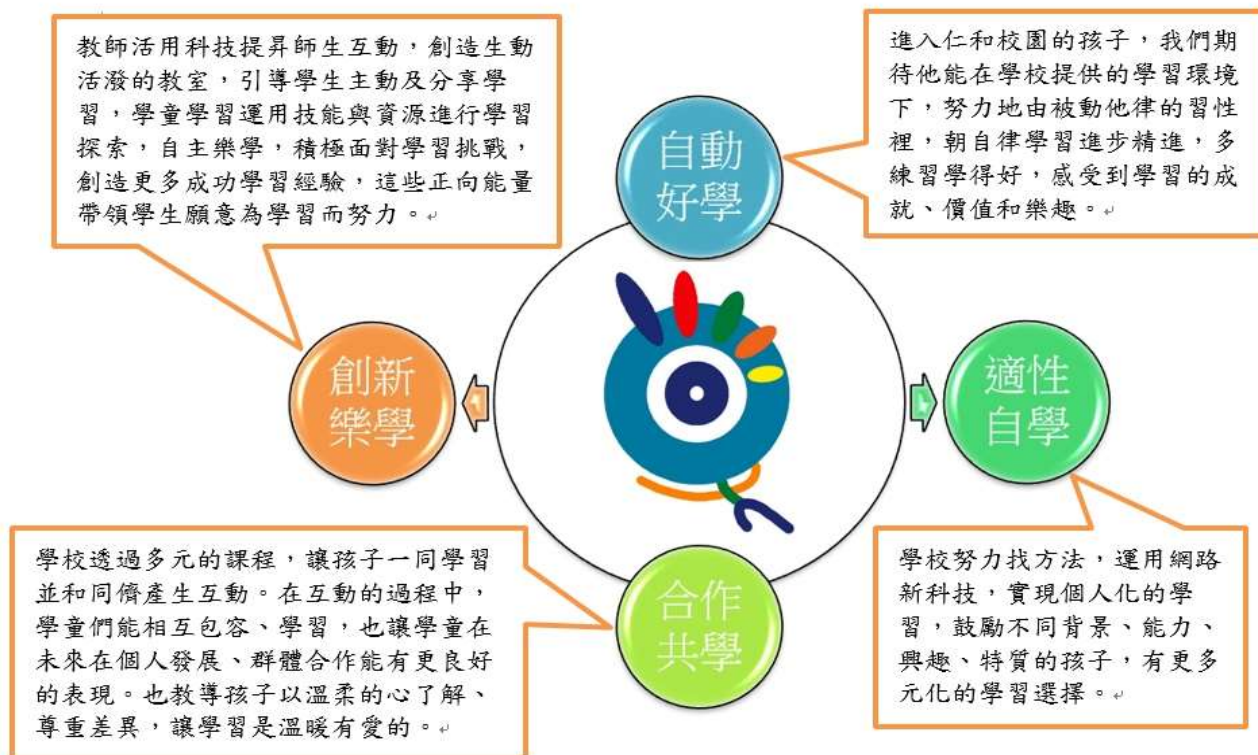 教師活用科技提昇師生互動，創造生動
活潑的教室，引導學生主動及分享學
習，學童學習運用技能與資源進行學習
探索，自主樂學，積極面對學習挑戰，
創造更多成功學習經驗，這些正向能量
帶領學生願意為學習而努力。
進入仁和校園的孩子，我們期
待他能在學校提供的學習環境
下，努力地由被動他律的習性
裡，朝自律學習進步精進，多
練習學得好，感受到學習的成
就、價值和樂趣。
自動
好學
創新
樂學
適性
自學
合作
共學
學校透過多元的課程，讓孩子一同學習
並和同儕產生互動。在互動的過程中，
學童們能相互包容、學習，也讓學童在
未來在個人發展、群體合作能有更良好
的表現。也教導孩子以溫柔的心了解、
尊重差異，讓學習是溫暖有愛的。
學校努力找方法，運用網路
新科技，實現個人化的學
習，鼓勵不同背景、能力、
興趣、特質的孩子，有更多
元化的學習選擇。